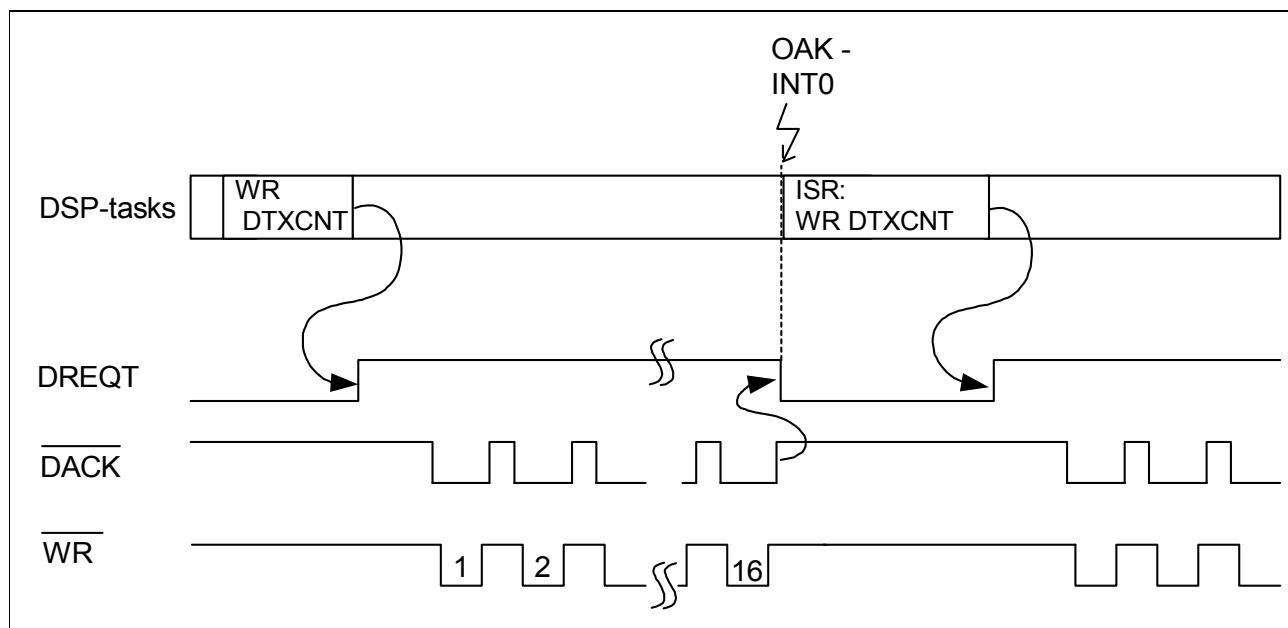 OAK -
INT0
DSP-tasks
WR
DTXCNT
ISR:
WR DTXCNT
DREQT
DACK
WR
1
2
16